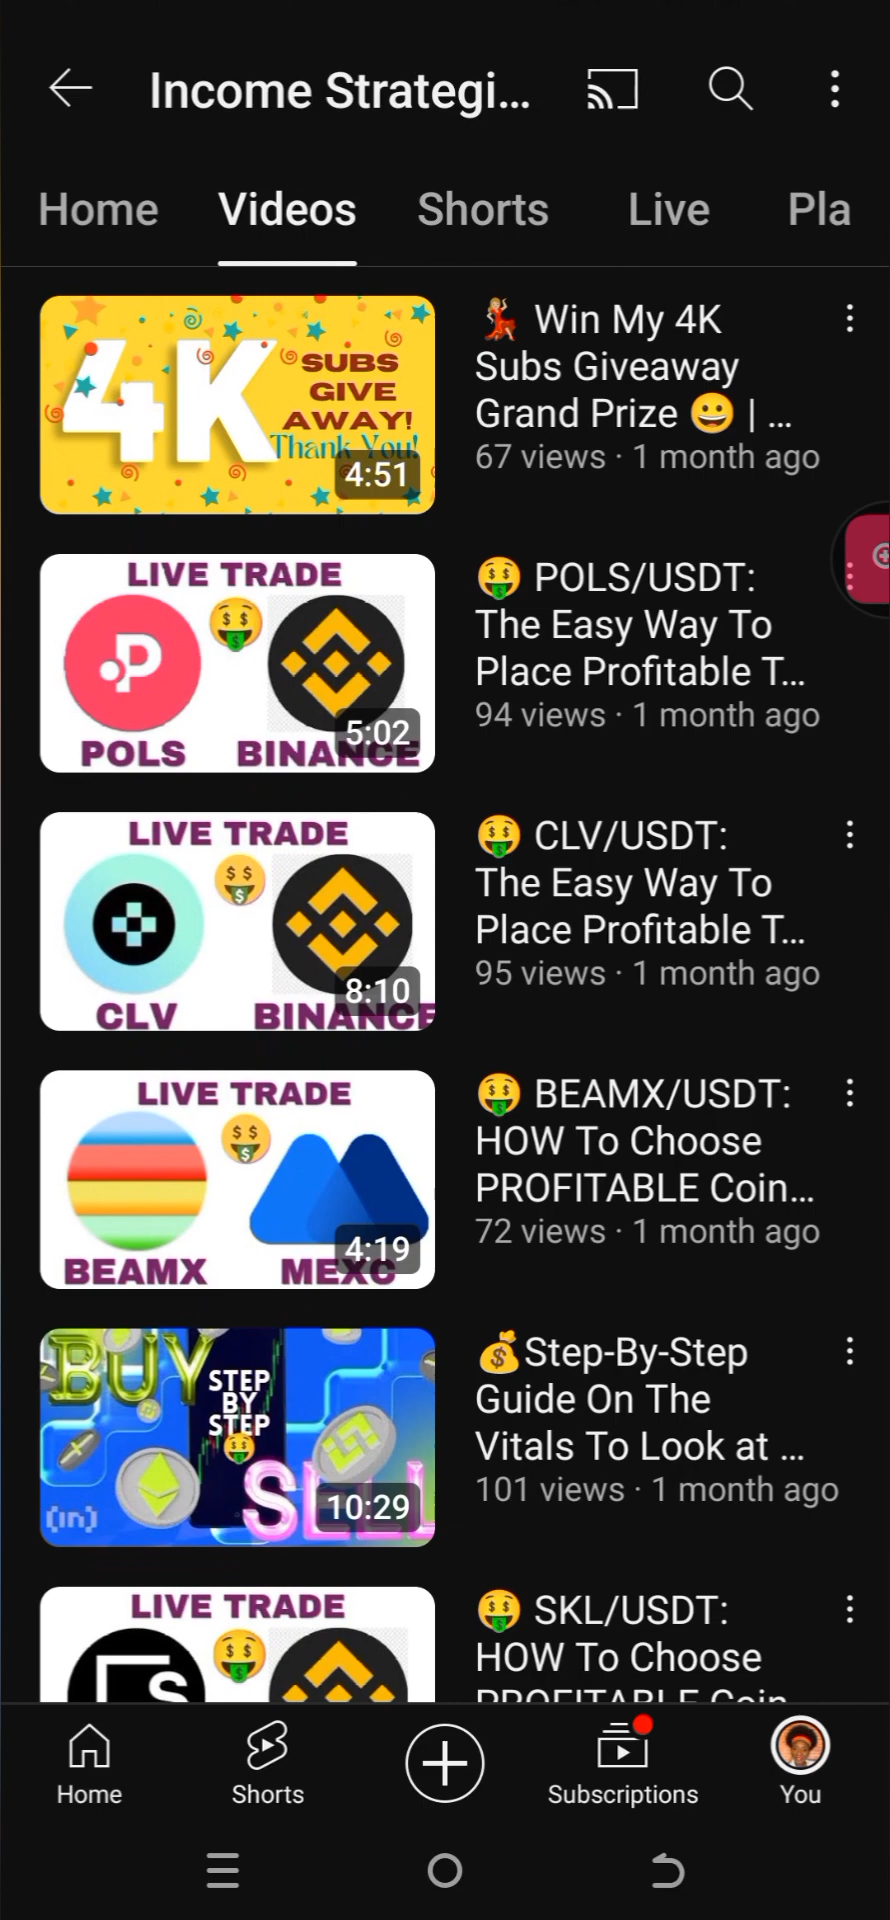 Income Strategi...
Home Videos Shorts Live Pla
4K SUBS
GIVE
AWAY!
Thank You!
4:51
💃 Win My 4K
Subs Giveaway
Grand Prize 😀 | ...
67 views · 1 month ago
LIVE TRADE
P
POLS BINANCE
5:02
🤑 POLS/USDT:
The Easy Way To
Place Profitable T...
94 views · 1 month ago
LIVE TRADE
CLV BINANCE
8:10
🤑 CLV/USDT:
The Easy Way To
Place Profitable T...
95 views · 1 month ago
LIVE TRADE
BEAMX MEXC
4:19
🤑 BEAMX/USDT:
HOW To Choose
PROFITABLE Coin...
72 views · 1 month ago
BUY
STEP
BY
STEP
SELL
(in)
10:29
💰Step-By-Step
Guide On The
Vitals To Look at ...
101 views · 1 month ago
LIVE TRADE
S
🤑 SKL/USDT:
HOW To Choose
PROFITABLE Coin
Home Shorts Subscriptions You